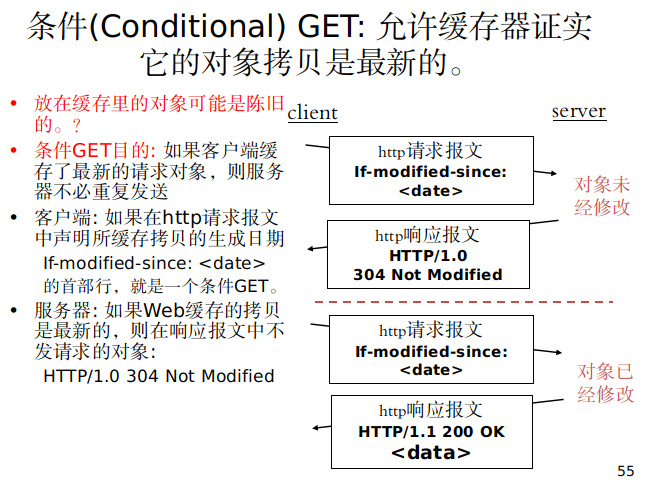 条件(Conditional) GET: 允许缓存器证实
它的对象拷贝是最新的。
• 放在缓存里的对象可能是陈旧
的。？
• 条件GET目的: 如果客户端缓
存了最新的请求对象，则服务
器不必重复发送
• 客户端: 如果在http请求报文
中声明所缓存拷贝的生成日期
If-modified-since: <date>
的首部行，就是一个条件GET。
• 服务器: 如果Web缓存的拷贝
是最新的，则在响应报文中不
发请求的对象:
HTTP/1.0 304 Not Modified
client
server
http请求报文
If-modified-since:
<date>
对象未
经修改
http响应报文
HTTP/1.0
304 Not Modified
http请求报文
If-modified-since:
<date>
对象已
经修改
http响应报文
HTTP/1.1 200 OK
<data>
55